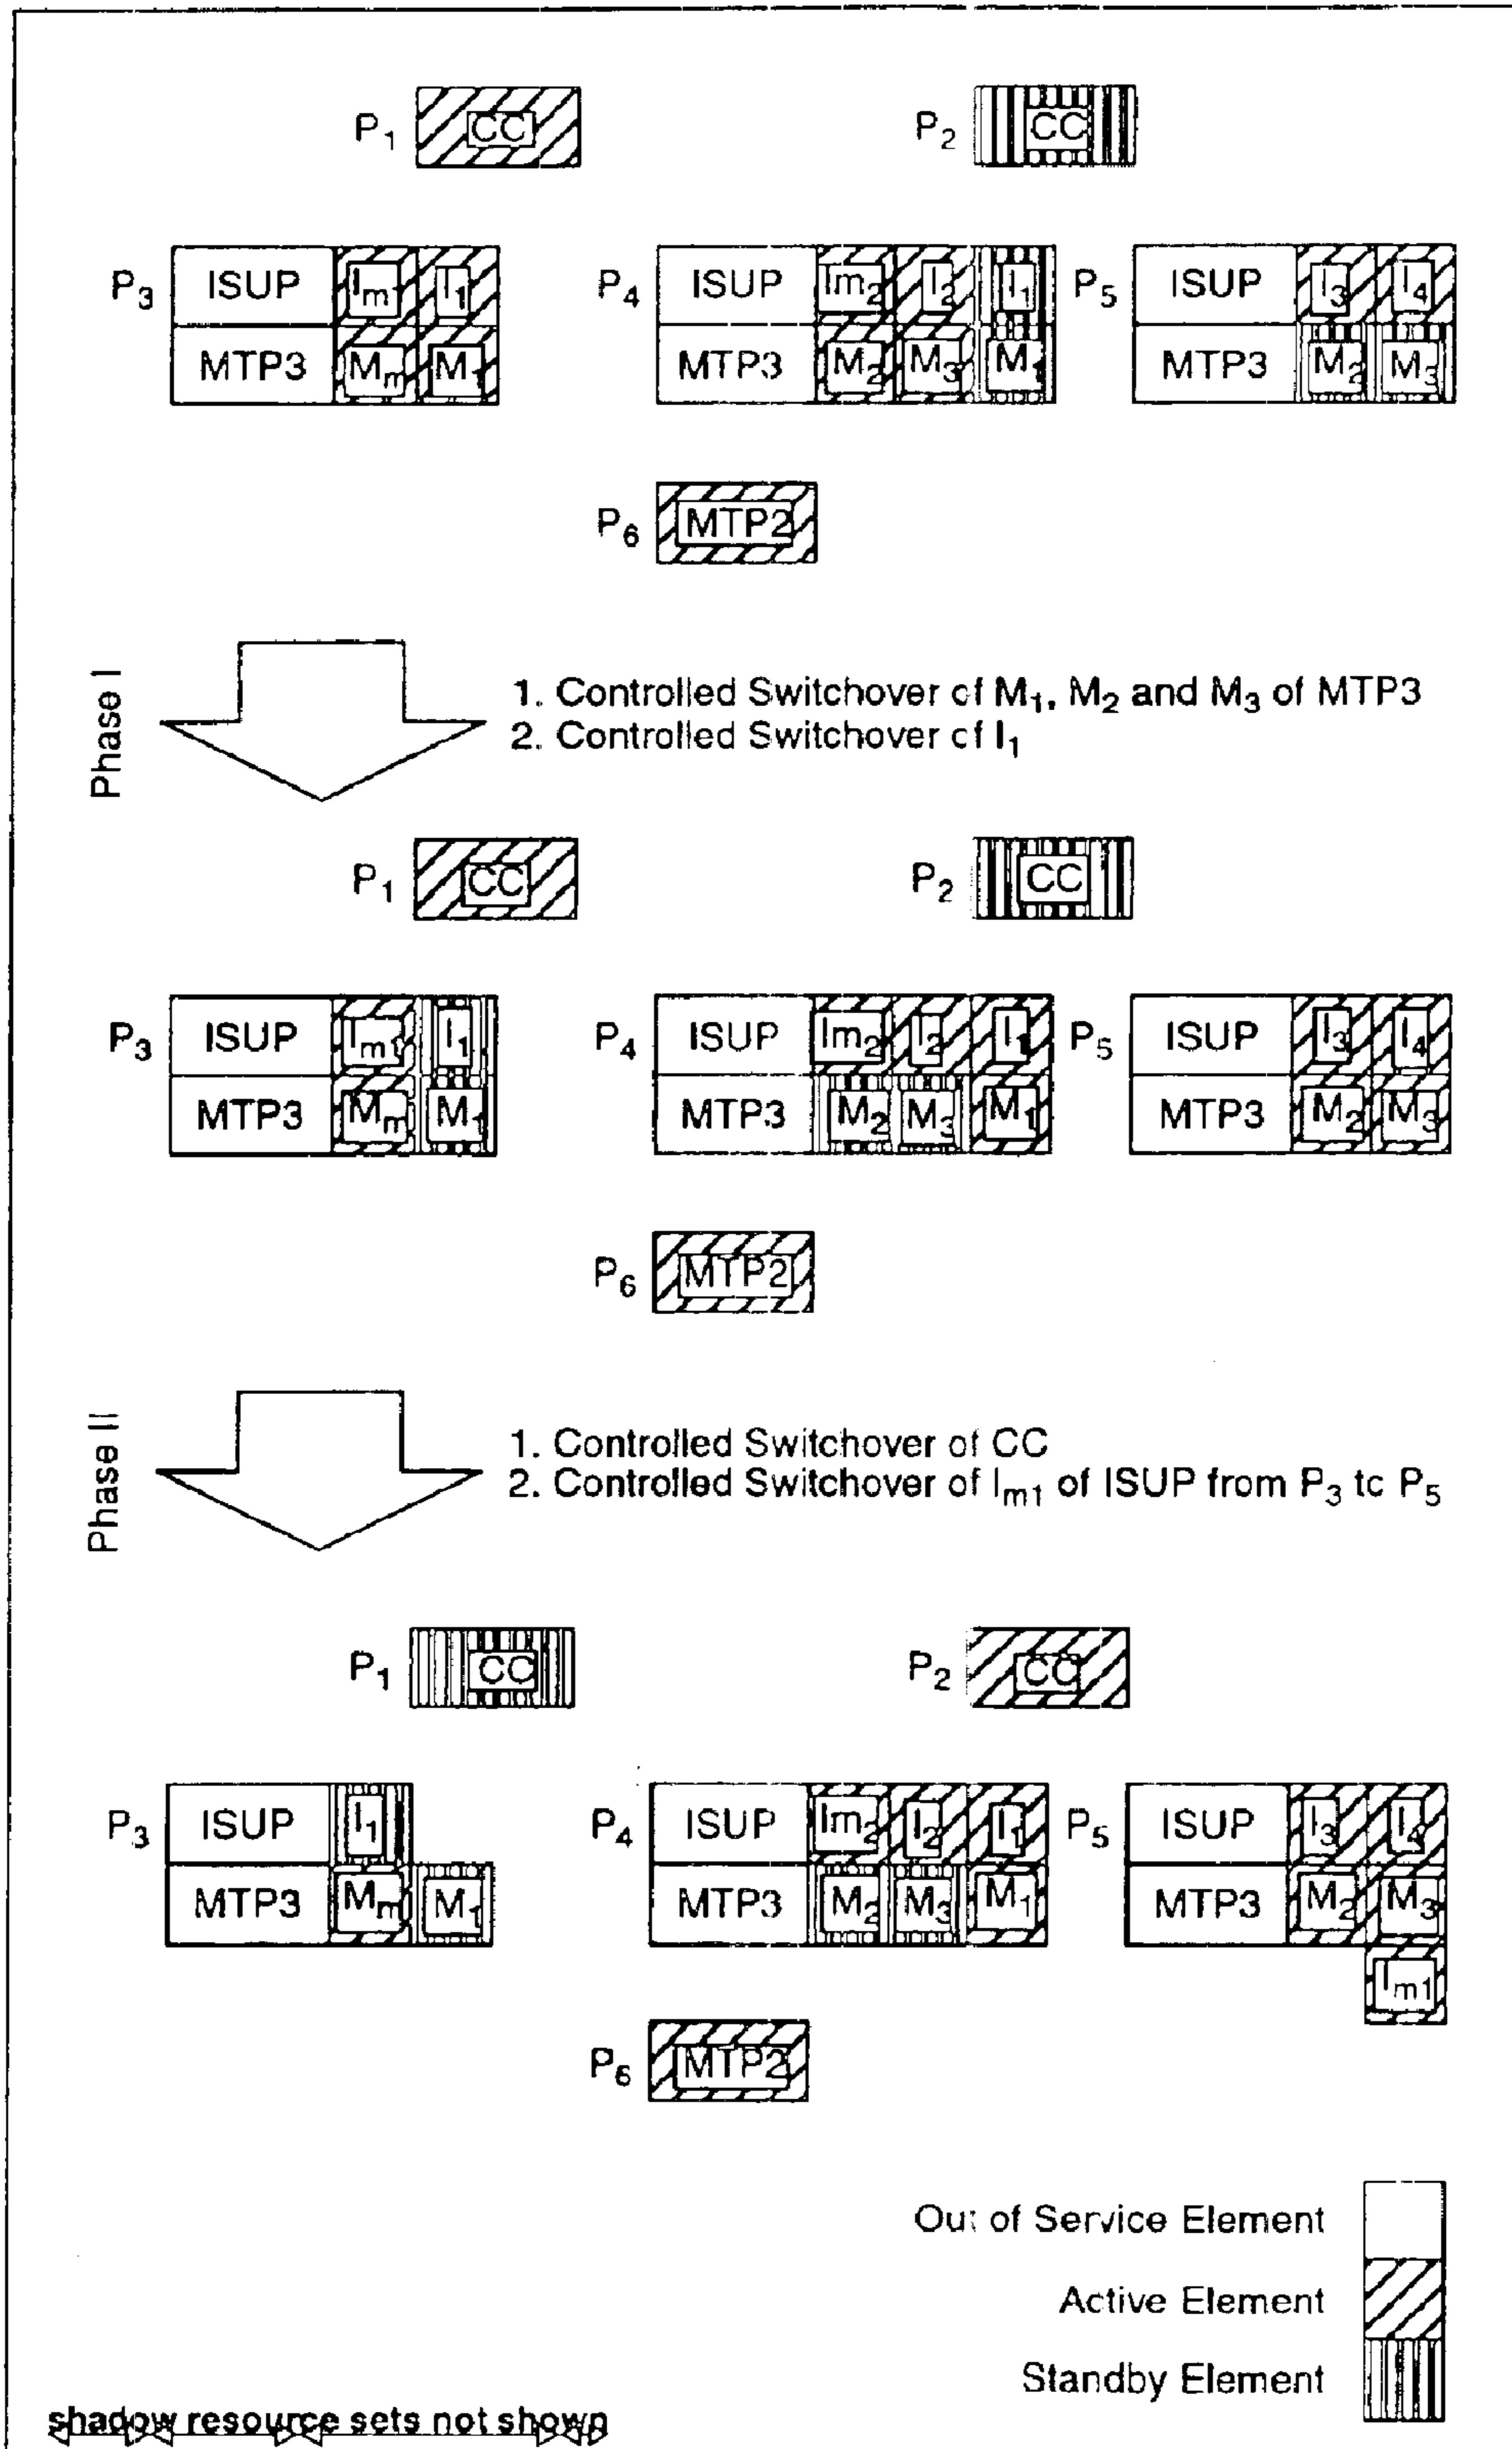 P1 CC P2 CC
P3 ISUP Im1 I1 P4 ISUP Im2 I2 I1 P5 ISUP I3 I4
MTP3 Mm M1 MTP3 M2 M3 M1 MTP3 M2 M3
P6 MTP2
Phase I
1. Controlled Switchover of M1, M2 and M3 of MTP3
2. Controlled Switchover of I1
P1 CC P2 CC
P3 ISUP Im1 I1 P4 ISUP Im2 I2 I1 P5 ISUP I3 I4
MTP3 Mm M1 MTP3 M2 M3 M1 MTP3 M2 M3
P6 MTP2
Phase II
1. Controlled Switchover of CC
2. Controlled Switchover of Im1 of ISUP from P3 to P5
P1 CC P2 CC
P3 ISUP I1 P4 ISUP Im2 I2 I1 P5 ISUP I3 I4
MTP3 Mm M1 MTP3 M2 M3 M1 MTP3 M2 M3
Im1
P6 MTP2
Out of Service Element
Active Element
Standby Element
shadow resource sets not shown